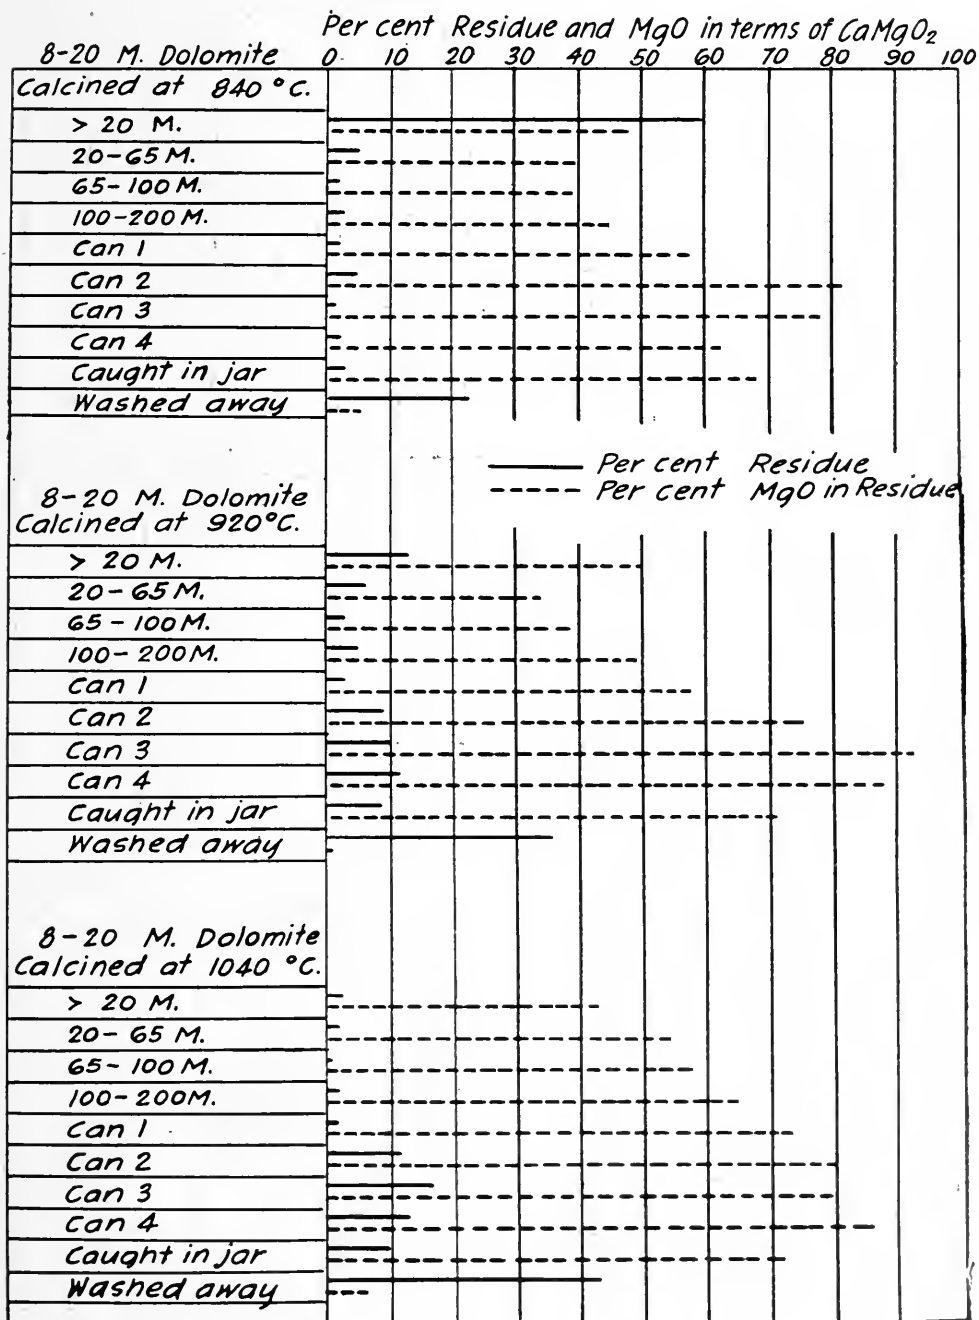 Per cent Residue and MgO in terms of CaMgO₂
8-20 M. Dolomite 0 10 20 30 40 50 60 70 80 90 100
Calcined at 840 °C.
> 20 M.
20-65 M.
65-100 M.
100-200 M.
Can 1
Can 2
Can 3
Can 4
Caught in jar
Washed away
Per cent Residue
Per cent MgO in Residue
8-20 M. Dolomite
Calcined at 920°C.
> 20 M.
20-65 M.
65-100 M.
100-200 M.
Can 1
Can 2
Can 3
Can 4
Caught in jar
Washed away
8-20 M. Dolomite
Calcined at 1040 °C.
> 20 M.
20-65 M.
65-100 M.
100-200 M.
Can 1
Can 2
Can 3
Can 4
Caught in jar
Washed away